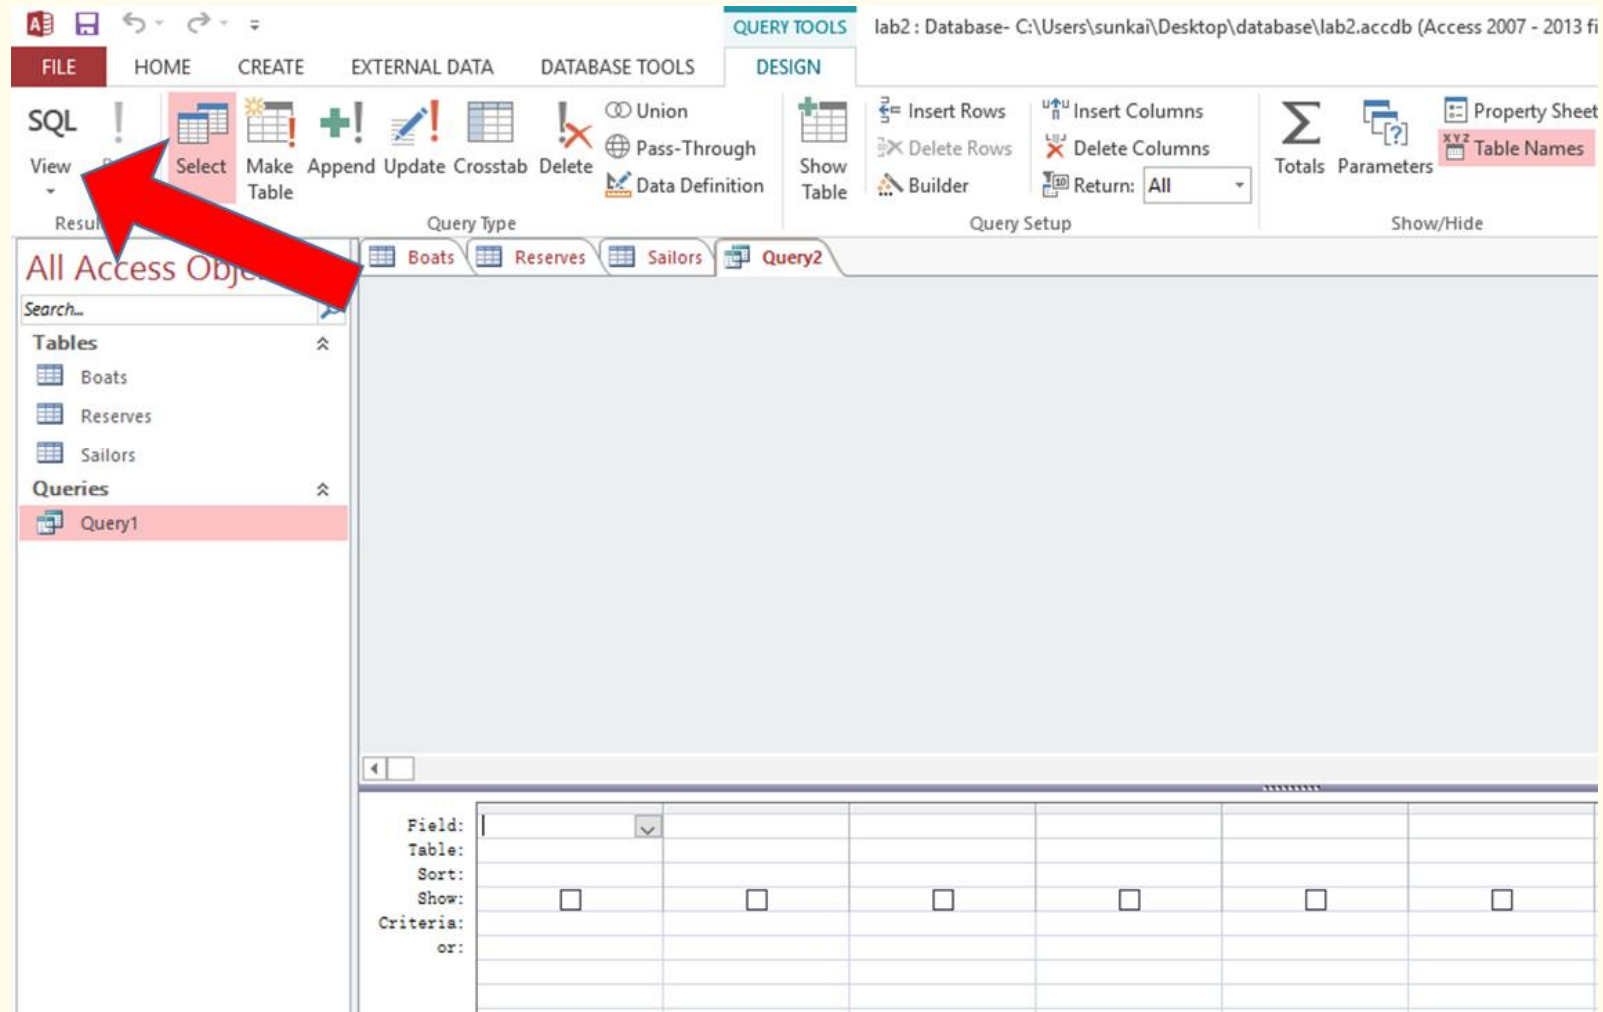 QUERY TOOLS lab2 : Database- C:\Users\sunkai\Desktop\database\lab2.accdb (Access 2007 - 2013 fi
FILE HOME CREATE EXTERNAL DATA DATABASE TOOLS DESIGN
SQL
View
Select
Make Table
Append
Update
Crosstab
Delete
Union
Pass-Through
Data Definition
Show Table
Insert Rows
Delete Rows
Builder
Insert Columns
Delete Columns
Return: All
Totals
Parameters
Property Sheet
XYZ
Table Names
Query Type
Query Setup
Show/Hide
All Access
Boats Reserves Sailors Query2
Search...
Tables
Boats
Reserves
Sailors
Queries
Query1
Field:
Table:
Sort:
Show:
Criteria:
or: